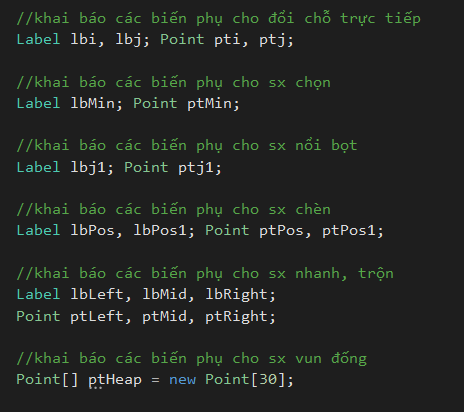 //khai báo các biến phụ cho đổi chỗ trực tiếp
Label lbi, lbj; Point pti, ptj;
//khai báo các biến phụ cho sx chọn
Label lbMin; Point ptMin;
//khai báo các biến phụ cho sx nổi bọt
Label lbj1; Point ptj1;
//khai báo các biến phụ cho sx chèn
Label lbPos, lbPos1; Point ptPos, ptPos1;
//khai báo các biến phụ cho sx nhanh, trộn
Label lbLeft, lbMid, lbRight;
Point ptLeft, ptMid, ptRight;
//khai báo các biến phụ cho sx vun đống
Point[] ptHeap = new Point[30];